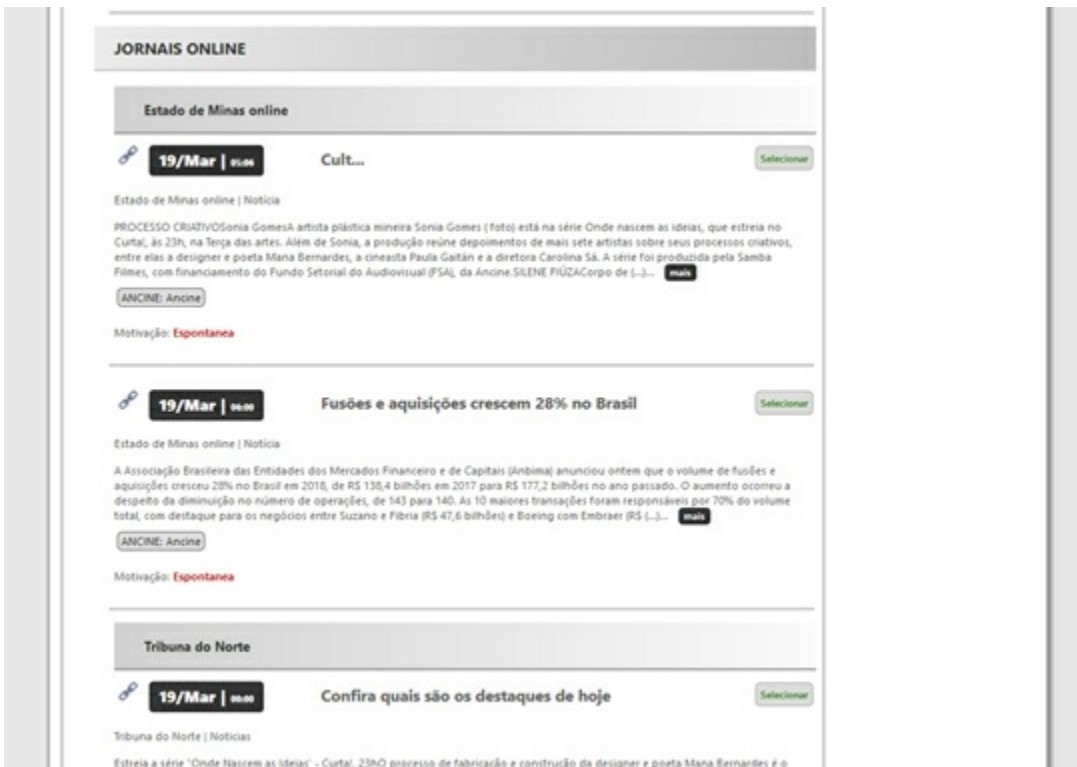 JORNAIS ONLINE
Estado de Minas online
19/Mar | 05:06
Cult...
Selecionar
Estado de Minas online | Notícia
PROCESSO CRIATIVOSonia GomesA artista plástica mineira Sonia Gomes ( foto) está na série Onde nascem as ideias, que estreia no
Curta!, às 23h, na Terça das artes. Além de Sonia, a produção reúne depoimentos de mais sete artistas sobre seus processos criativos,
entre elas a designer e poeta Mana Bernardes, a cineasta Paula Gaitán e a diretora Carolina Sá. A série foi produzida pela Samba
Filmes, com financiamento do Fundo Setorial do Audiovisual (FSA), da Ancine.SILENE FIÚZACorpo de (...)... mais
ANCINE: Ancine
Motivação: Espontanea
19/Mar | 06:00
Fusões e aquisições crescem 28% no Brasil
Selecionar
Estado de Minas online | Notícia
A Associação Brasileira das Entidades dos Mercados Financeiro e de Capitais (Anbima) anunciou ontem que o volume de fusões e
aquisições cresceu 28% no Brasil em 2018, de R$ 138,4 bilhões em 2017 para R$ 177,2 bilhões no ano passado. O aumento ocorreu a
despeito da diminuição no número de operações, de 143 para 140. As 10 maiores transações foram responsáveis por 70% do volume
total, com destaque para os negócios entre Suzano e Fibria (R$ 47,6 bilhões) e Boeing com Embraer (R$ (...)... mais
ANCINE: Ancine
Motivação: Espontanea
Tribuna do Norte
19/Mar | 00:00
Confira quais são os destaques de hoje
Selecionar
Tribuna do Norte | Notícias
Estreia a série 'Onde Nascem as Ideias' - Curta!, 23hO processo de fabricação e construção da designer e poeta Mana Bernardes é o